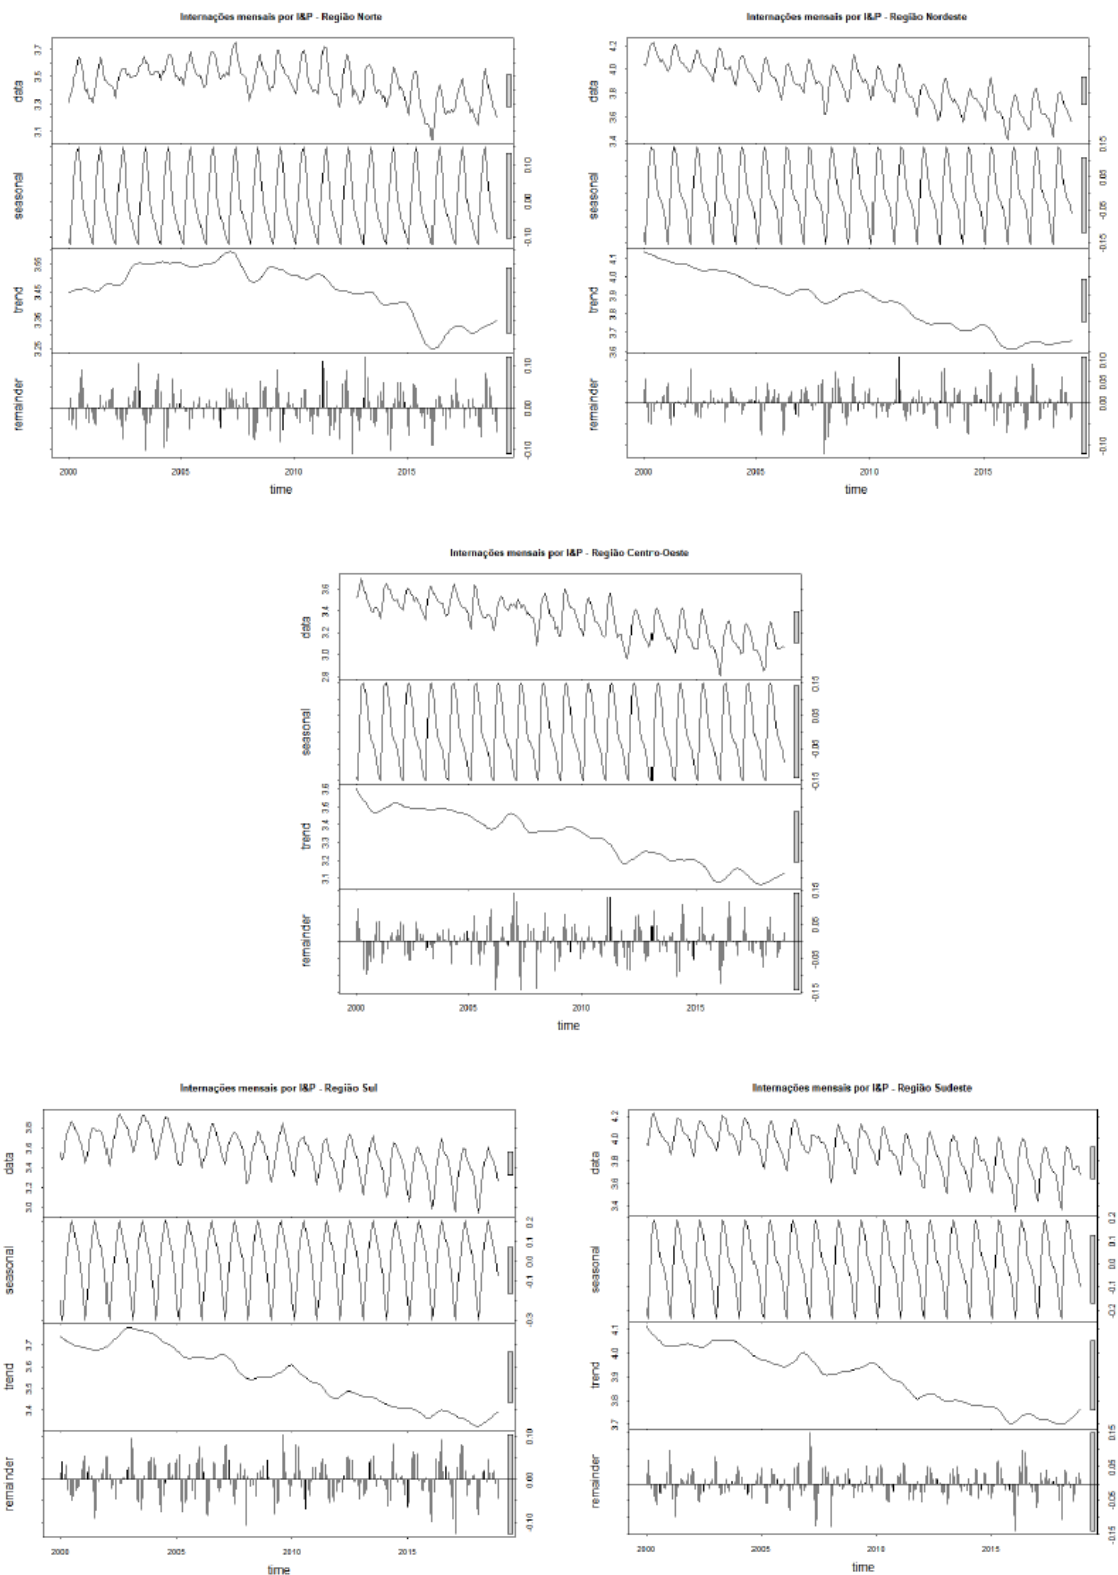 Internações mensais por I&P - Região Norte
data
3.1 3.3 3.5 3.7
seasonal
-0.10 0.00 0.10
trend
3.25 3.35 3.45 3.55
remainder
-0.10 0.00 0.10
2000 2005 2010 2015
time
Internações mensais por I&P - Região Nordeste
data
3.4 3.6 3.8 4.0 4.2
seasonal
-0.15 -0.05 0.05 0.15
trend
3.6 3.7 3.8 3.9 4.0 4.1
remainder
-0.10 0.00 0.05 0.10
2000 2005 2010 2015
time
Internações mensais por I&P - Região Centro-Oeste
data
2.8 3.0 3.2 3.4 3.6
seasonal
-0.15 -0.05 0.05 0.15
trend
3.1 3.2 3.3 3.4 3.5 3.6
remainder
-0.15 -0.05 0.05 0.15
2000 2005 2010 2015
time
Internações mensais por I&P - Região Sul
data
3.0 3.2 3.4 3.6 3.8
seasonal
-0.3 -0.1 0.0 0.1 0.2
trend
3.4 3.5 3.6 3.7
remainder
-0.10 0.00 0.10
2000 2005 2010 2015
time
Internações mensais por I&P - Região Sudeste
data
3.4 3.6 3.8 4.0 4.2
seasonal
-0.2 -0.1 0.0 0.1 0.2
trend
3.7 3.8 3.9 4.0 4.1
remainder
-0.15 -0.05 0.05 0.15
2000 2005 2010 2015
time